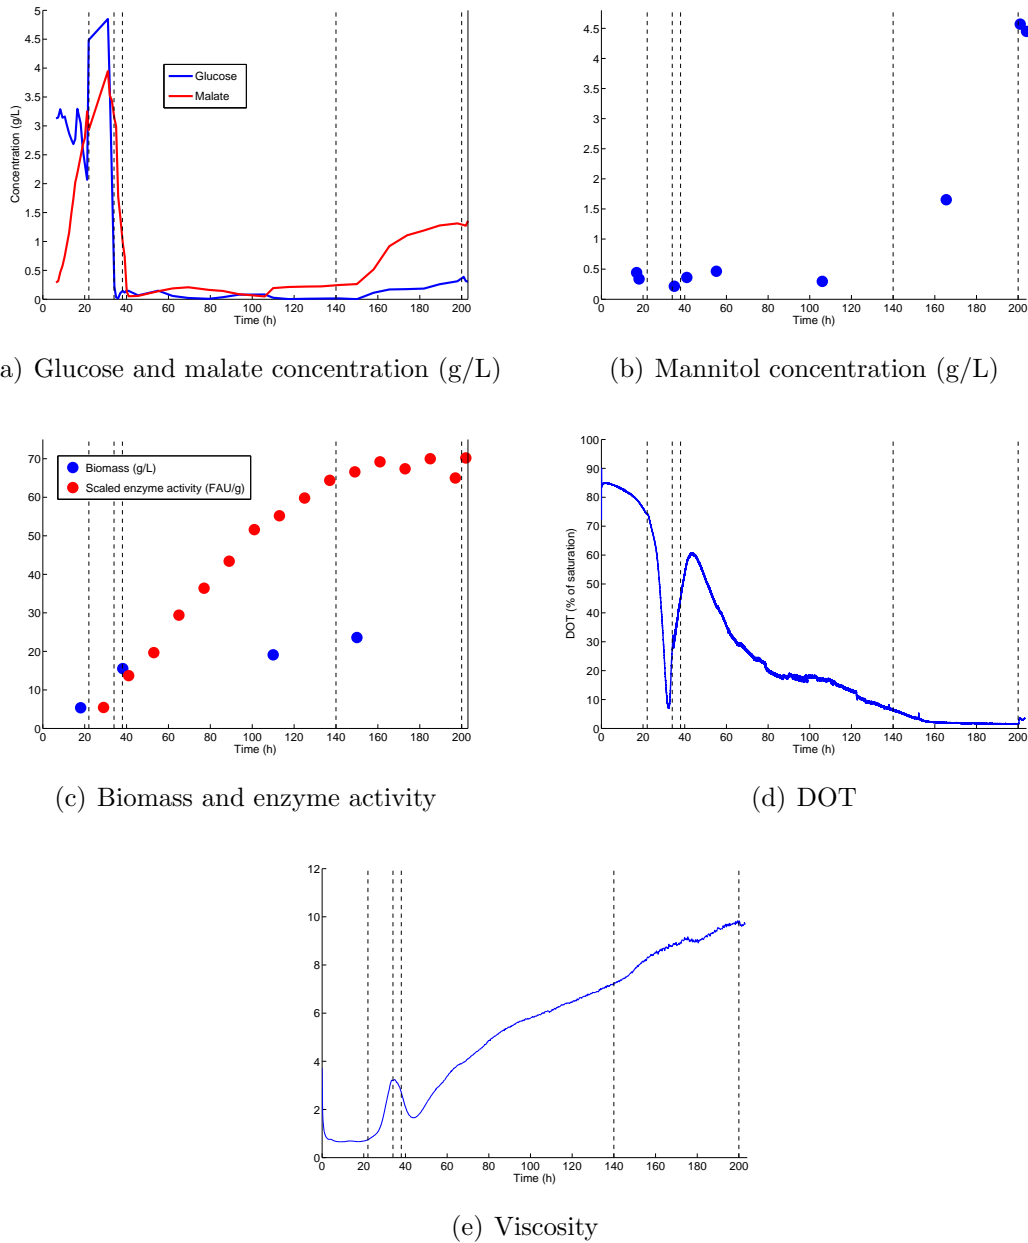 5
4.5
4
3.5
3
2.5
2
1.5
1
0.5
0
Concentration (g/L)
Glucose
Malate
0 20 40 60 80 100 120 140 160 180 200
Time (h)
a) Glucose and malate concentration (g/L)
4.5
4
3.5
3
2.5
2
1.5
1
0.5
0
0 20 40 60 80 100 120 140 160 180 200
Time (h)
(b) Mannitol concentration (g/L)
70
60
50
40
30
20
10
0
Biomass (g/L)
Scaled enzyme activity (FAU/g)
0 20 40 60 80 100 120 140 160 180 200
Time (h)
(c) Biomass and enzyme activity
100
90
80
70
60
50
40
30
20
10
0
DOT (% of saturation)
0 20 40 60 80 100 120 140 160 180 200
Time (h)
(d) DOT
12
10
8
6
4
2
0
0 20 40 60 80 100 120 140 160 180 200
Time (h)
(e) Viscosity